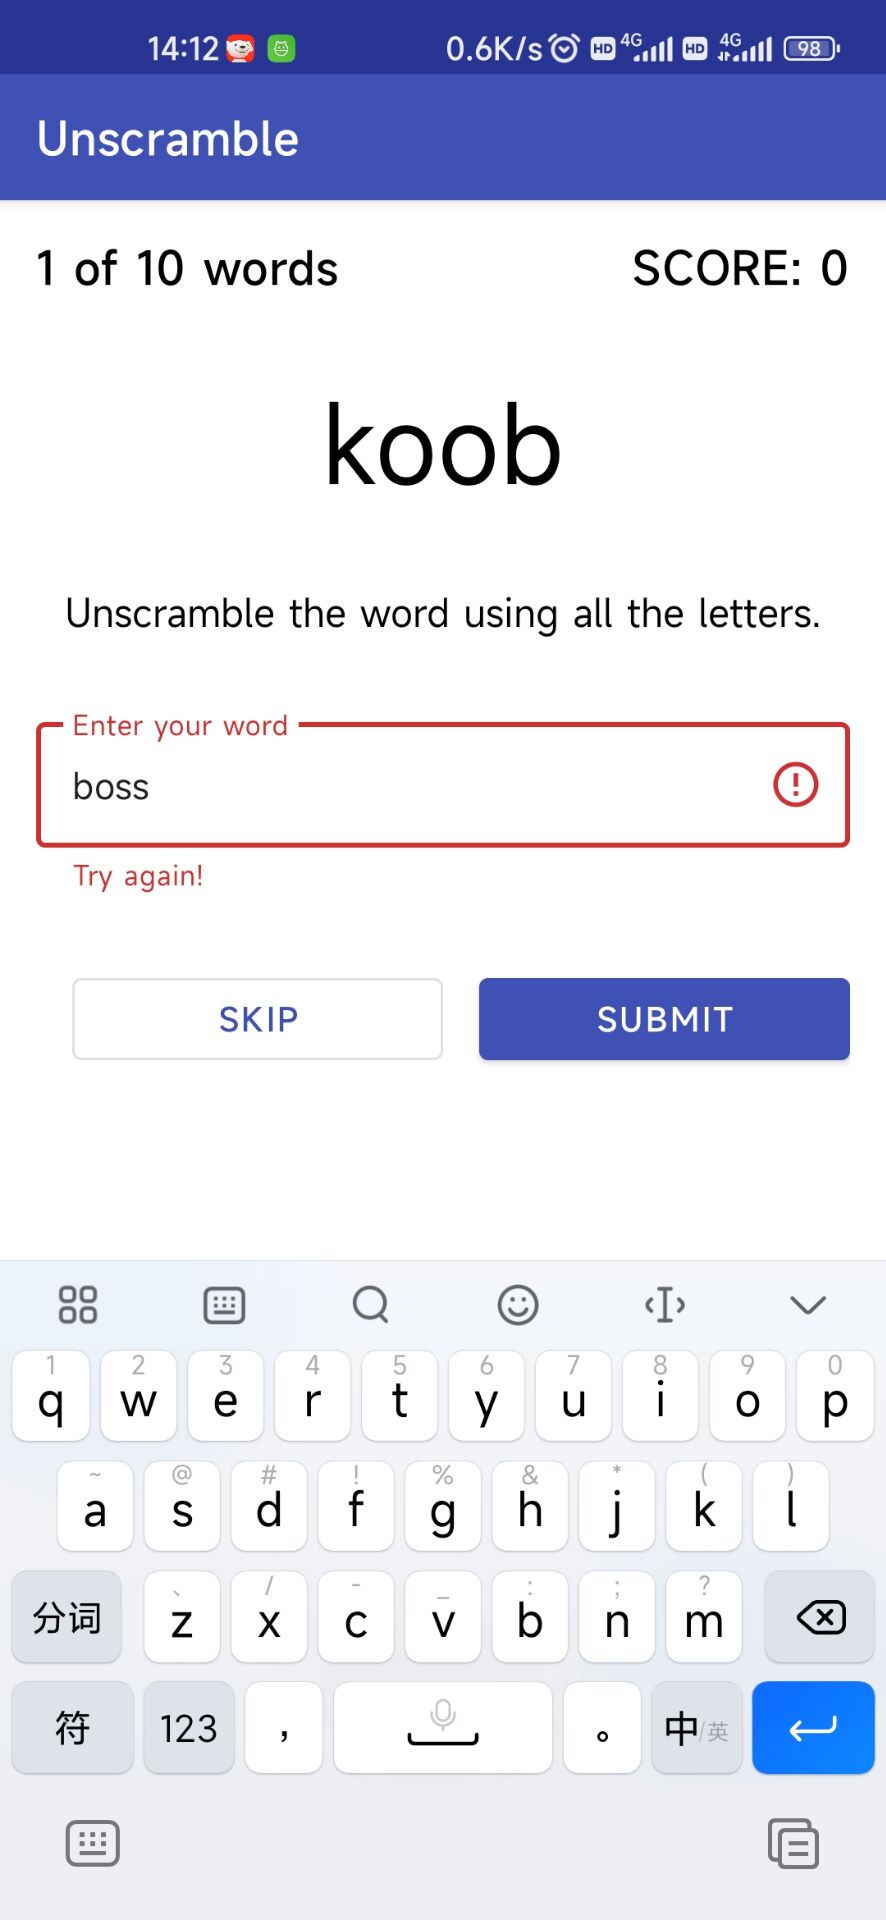 14:12 0.6K/s HD 4G HD 4G 98
Unscramble
1 of 10 words SCORE: 0
koob
Unscramble the word using all the letters.
Enter your word
boss
Try again!
SKIP SUBMIT
1 2 3 4 5 6 7 8 9 0
q w e r t y u i o p
~ @ # ! % & * ( )
a s d f g h j k l
、 / - _ : ; ?
分词 z x c v b n m
符 123 , 。 中/英